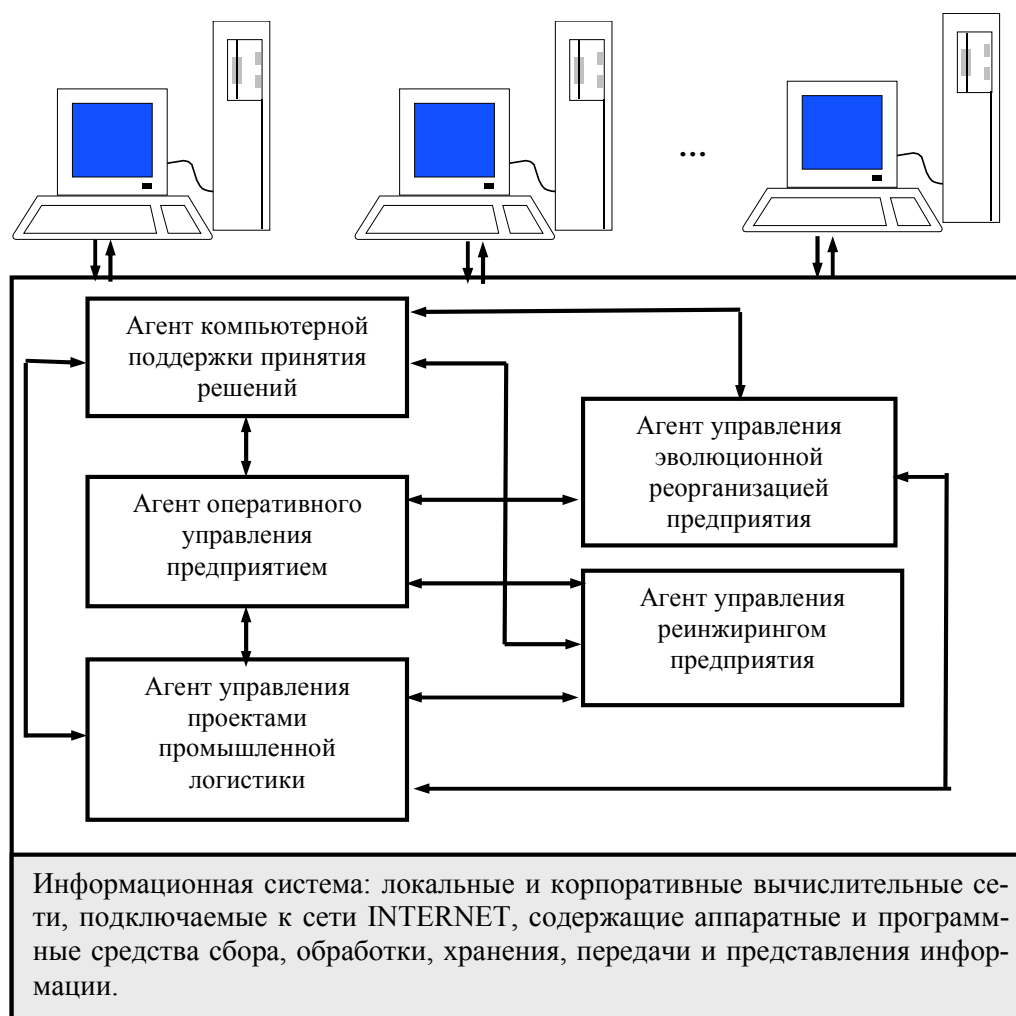 ...
Агент компьютерной
поддержки принятия
решений
Агент управления
эволюционной
реорганизацией
предприятия
Агент оперативного
управления
предприятием
Агент управления
реинжирингом
предприятия
Агент управления
проектами
промышленной
логистики
Информационная система: локальные и корпоративные вычислительные се-
ти, подключаемые к сети INTERNET, содержащие аппаратные и программ-
ные средства сбора, обработки, хранения, передачи и представления инфор-
мации.